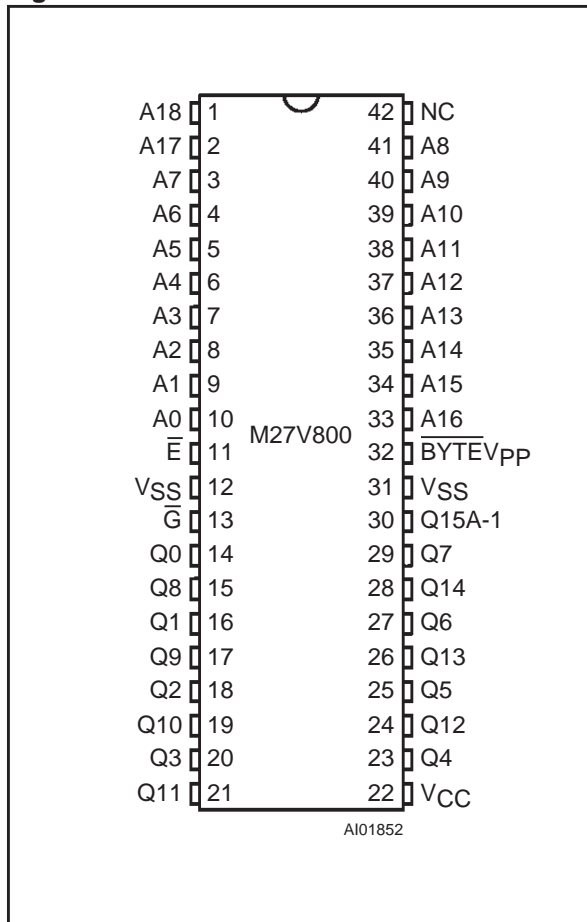 A18 1 42 NC
A17 2 41 A8
A7 3 40 A9
A6 4 39 A10
A5 5 38 A11
A4 6 37 A12
A3 7 36 A13
A2 8 35 A14
A1 9 34 A15
A0 10 33 A16
M27V800
E̅ 11 32 B̅Y̅T̅E̅VPP
VSS 12 31 VSS
G̅ 13 30 Q15A-1
Q0 14 29 Q7
Q8 15 28 Q14
Q1 16 27 Q6
Q9 17 26 Q13
Q2 18 25 Q5
Q10 19 24 Q12
Q3 20 23 Q4
Q11 21 22 VCC
AI01852